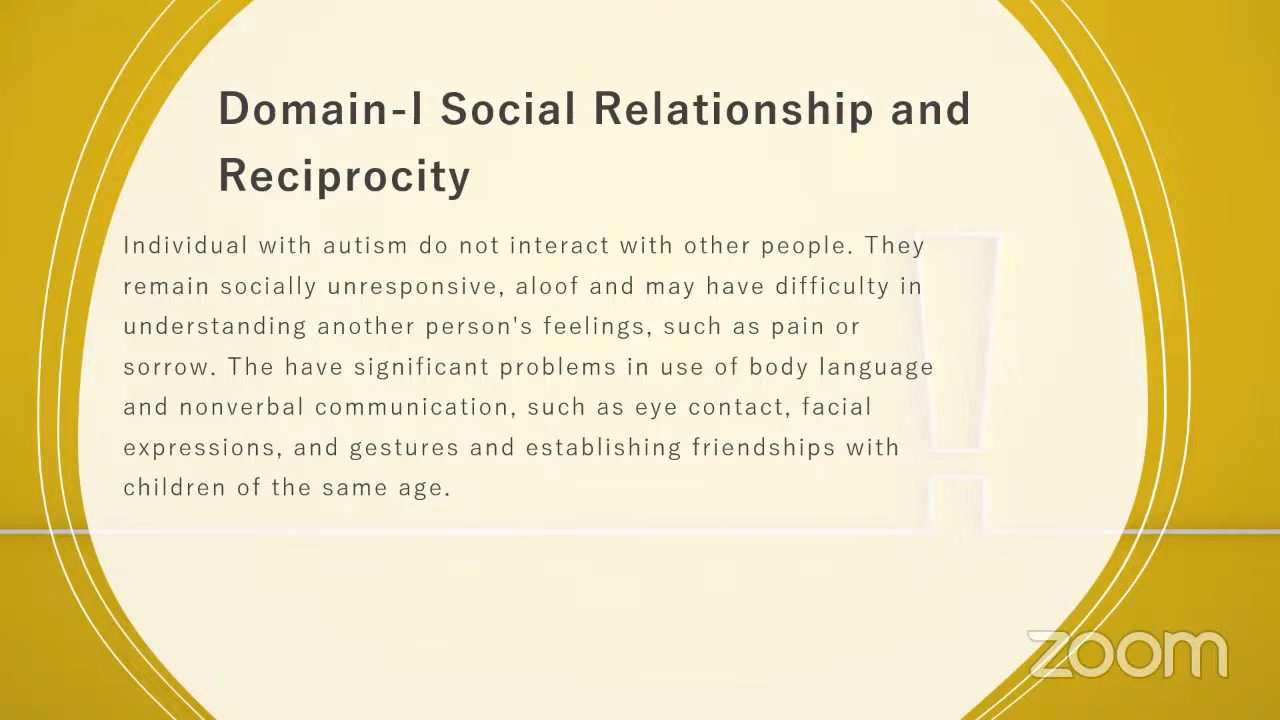 Domain-I Social Relationship and
Reciprocity
Individual with autism do not interact with other people. They
remain socially unresponsive, aloof and may have difficulty in
understanding another person's feelings, such as pain or
sorrow. The have significant problems in use of body language
and nonverbal communication, such as eye contact, facial
expressions, and gestures and establishing friendships with
children of the same age.
zoom